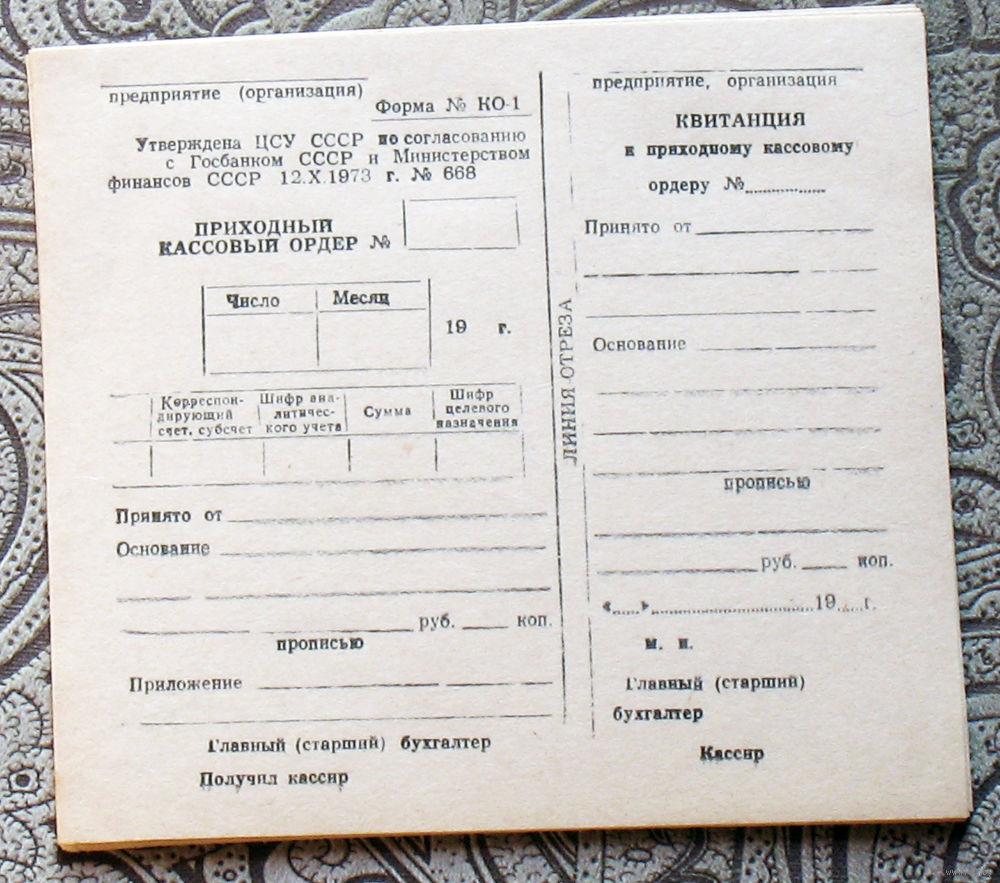 предприятие (организация)
Форма № КО-1
Утверждена ЦСУ СССР по согласованию
с Госбанком СССР и Министерством
финансов СССР 12.X.1973 г. № 668
ПРИХОДНЫЙ
КАССОВЫЙ ОРДЕР №
Число Месяц
19 г.
Корреспон-
дирующий
счет, субсчет
Шифр ана-
литичес-
кого учета
Сумма
Шифр
целевого
назначения
Принято от
Основание
руб. коп.
прописью
Приложение
Главный (старший) бухгалтер
Получил кассир
ЛИНИЯ ОТРЕЗА
предприятие, организация
КВИТАНЦИЯ
к приходному кассовому
ордеру №
Принято от
Основание
прописью
руб. коп.
« » 19 г.
м. п.
Главный (старший)
бухгалтер
Кассир